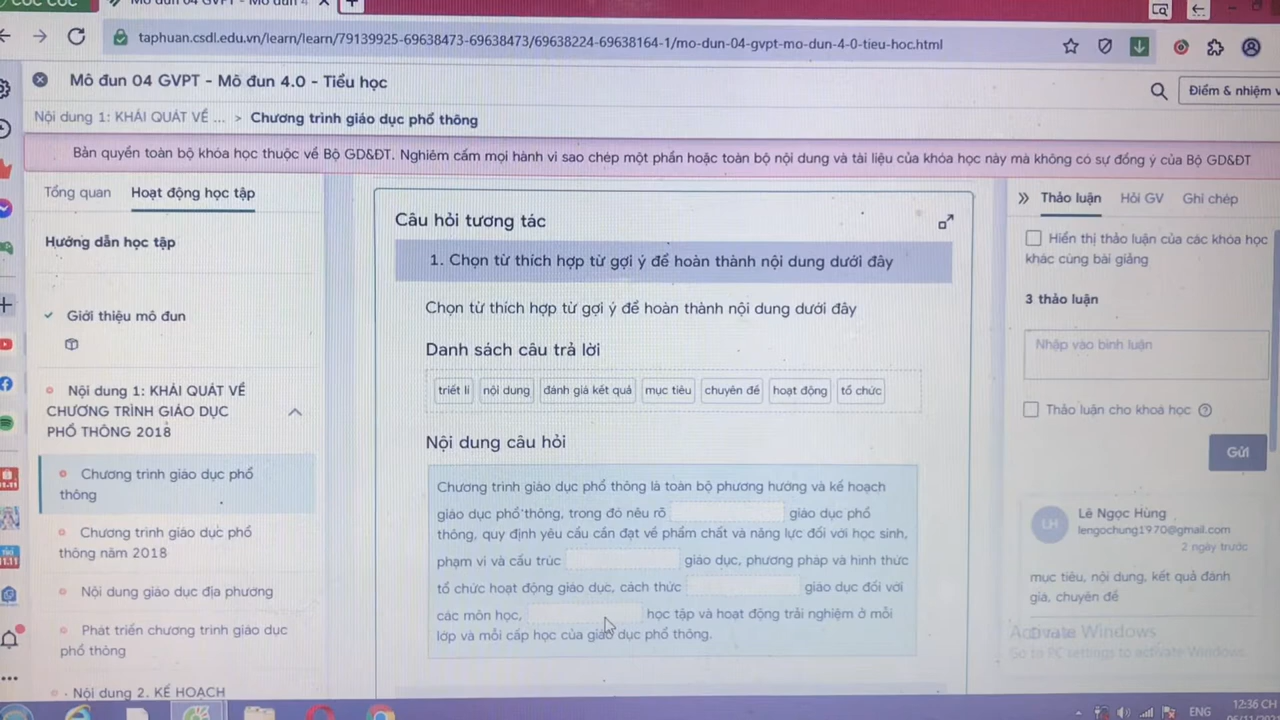 taphuan.csdl.edu.vn/learn/learn/79139925-69638473-69638473/69638224-69638164-1/mo-dun-04-gvpt-mo-dun-4-0-tieu-hoc.html
Mô đun 04 GVPT - Mô đun 4.0 - Tiểu học
Điểm & nhiệm v
Nội dung 1: KHÁI QUÁT VỀ ... > Chương trình giáo dục phổ thông
Bản quyền toàn bộ khóa học thuộc về Bộ GD&ĐT. Nghiêm cấm mọi hành vi sao chép một phần hoặc toàn bộ nội dung và tài liệu của khóa học này mà không có sự đồng ý của Bộ GD&ĐT
Tổng quan Hoạt động học tập
Hướng dẫn học tập
Giới thiệu mô đun
Nội dung 1: KHÁI QUÁT VỀ
CHƯƠNG TRÌNH GIÁO DỤC
PHỔ THÔNG 2018
Chương trình giáo dục phổ
thông
Chương trình giáo dục phổ
thông năm 2018
Nội dung giáo dục địa phương
Phát triển chương trình giáo dục
phổ thông
Nội dung 2. KẾ HOẠCH
Câu hỏi tương tác
1. Chọn từ thích hợp từ gợi ý để hoàn thành nội dung dưới đây
Chọn từ thích hợp từ gợi ý để hoàn thành nội dung dưới đây
Danh sách câu trả lời
triết lí nội dung đánh giá kết quả mục tiêu chuyên đề hoạt động tổ chức
Nội dung câu hỏi
Chương trình giáo dục phổ thông là toàn bộ phương hướng và kế hoạch
giáo dục phổ thông, trong đó nêu rõ giáo dục phổ
thông, quy định yêu cầu cần đạt về phẩm chất và năng lực đối với học sinh,
phạm vi và cấu trúc giáo dục, phương pháp và hình thức
tổ chức hoạt động giáo dục, cách thức giáo dục đối với
các môn học, học tập và hoạt động trải nghiệm ở mỗi
lớp và mỗi cấp học của giáo dục phổ thông.
Thảo luận Hỏi GV Ghi chép
Hiển thị thảo luận của các khóa học
khác cùng bài giảng
3 thảo luận
Nhập vào bình luận
Thảo luận cho khoá học
Gửi
LH
Lê Ngọc Hùng
lengochung1970@gmail.com
2 ngày trước
mục tiêu, nội dung, kết quả đánh
giá, chuyên đề
Activate Windows
Go to PC settings to activate Windows.
ENG
12:36 CH